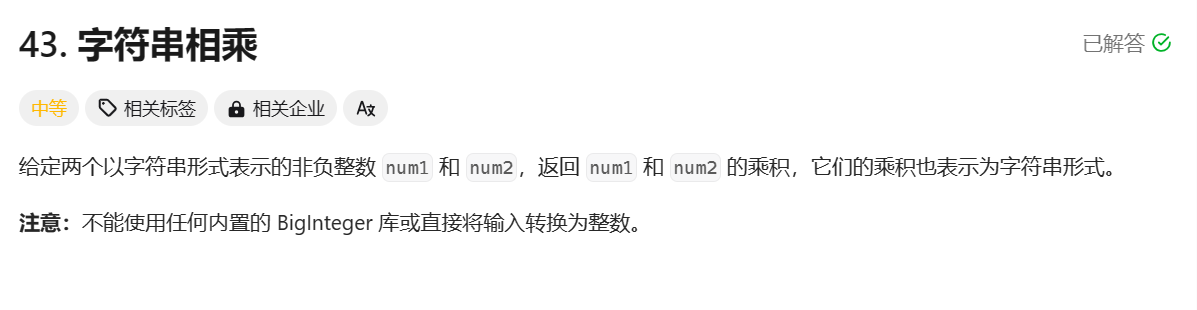 43. 字符串相乘
已解答
中等
相关标签
相关企业
给定两个以字符串形式表示的非负整数 num1 和 num2，返回 num1 和 num2 的乘积，它们的乘积也表示为字符串形式。
注意：不能使用任何内置的 BigInteger 库或直接将输入转换为整数。